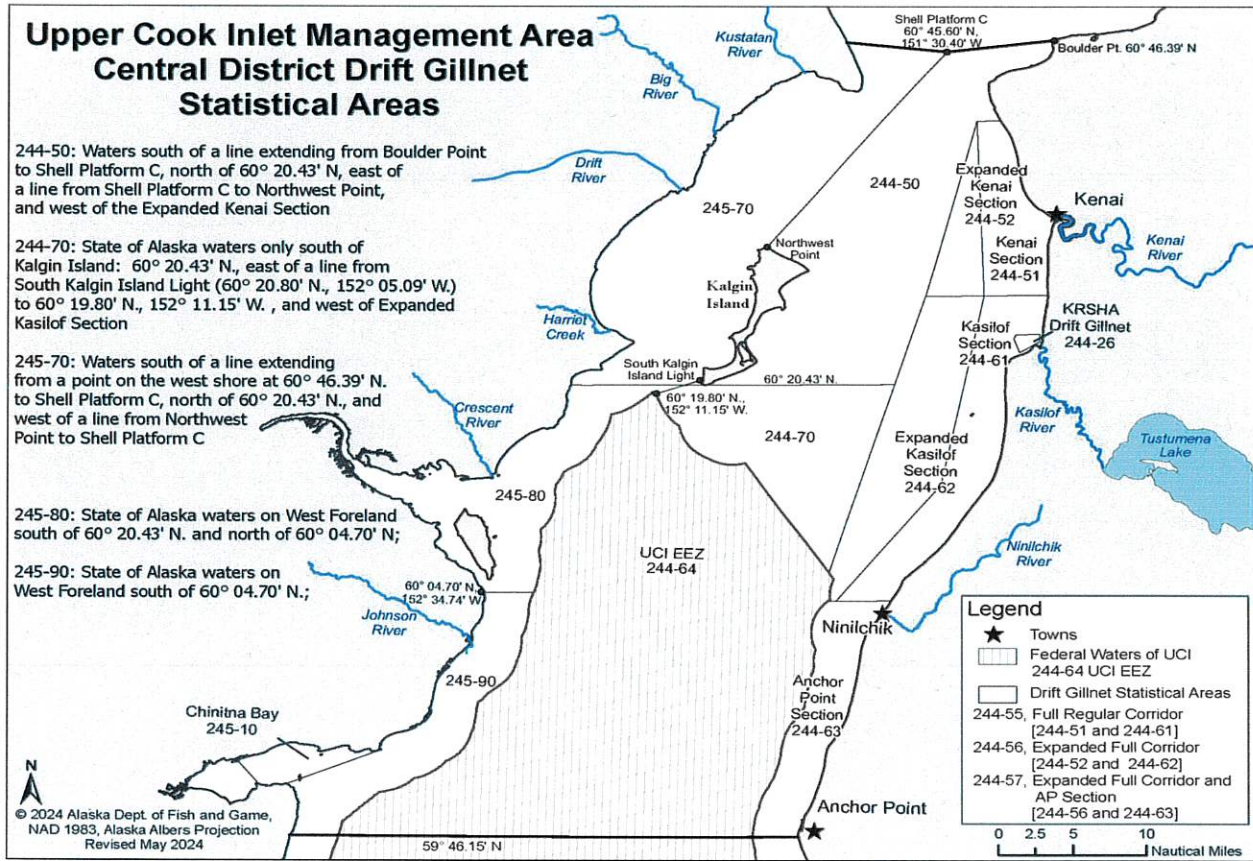 Upper Cook Inlet Management Area
Central District Drift Gillnet
Statistical Areas
244-50: Waters south of a line extending from Boulder Point
to Shell Platform C, north of 60° 20.43' N, east of
a line from Shell Platform C to Northwest Point,
and west of the Expanded Kenai Section
244-70: State of Alaska waters only south of
Kalgin Island: 60° 20.43' N., east of a line from
South Kalgin Island Light (60° 20.80' N., 152° 05.09' W.)
to 60° 19.80' N., 152° 11.15' W. , and west of Expanded
Kasilof Section
245-70: Waters south of a line extending
from a point on the west shore at 60° 46.39' N.
to Platform C, north of 60° 20.43' N., and
west of a line from Northwest
Point to Shell Platform C
245-80: State of Alaska waters on West Foreland
south of 60° 20.43' N. and north of 60° 04.70' N;
245-90: State of Alaska waters on
West Foreland south of 60° 04.70' N.;
Kustatan
River
Big
River
Drift
River
Harriet
Creek
Crescent
River
Johnson
River
Shell Platform C
60° 45.60' N,
151° 30.40' W
Boulder Pt. 60° 46.39' N
245-70
244-50
Expanded
Kenai
Section
244-52
Kenai
Kenai
River
Kenai
Section
244-51
Northwest
Point
Kalgin
Island
KRSHA
Drift Gillnet
244-26
Kasilof
Section
244-61
South Kalgin
Island Light
60° 20.43' N.
60° 19.80' N.,
152° 11.15' W.
Kasilof
River
Tustumena
Lake
244-70
Expanded
Kasilof
Section
244-62
245-80
UCI EEZ
244-64
Ninilchik
River
60° 04.70' N,
152° 34.74' W
Ninilchik
245-90
Anchor
Point
Section
244-63
Chinitna Bay
245-10
Anchor Point
59° 46.15' N
N
© 2024 Alaska Dept. of Fish and Game,
NAD 1983, Alaska Albers Projection
Revised May 2024
Legend
Towns
Federal Waters of UCI
244-64 UCI EEZ
Drift Gillnet Statistical Areas
244-55, Full Regular Corridor
[244-51 and 244-61]
244-56, Expanded Full Corridor
[244-52 and 244-62]
244-57, Expanded Full Corridor and
AP Section
[244-56 and 244-63]
0 2.5 5 10
Nautical Miles